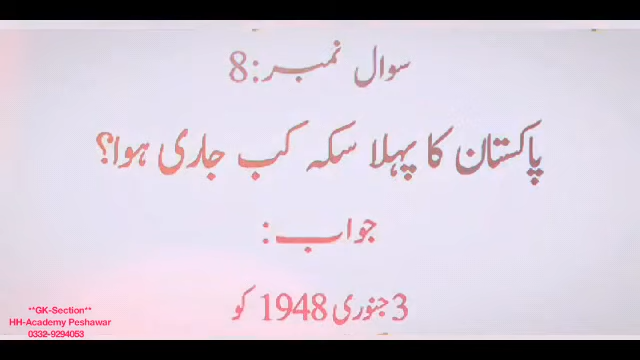 سوال نمبر:8
پاکستان کا پہلا سکہ کب جاری ہوا؟
جواب:
3 جنوری 1948 کو
**GK-Section**
HH-Academy Peshawar
0332-9294053